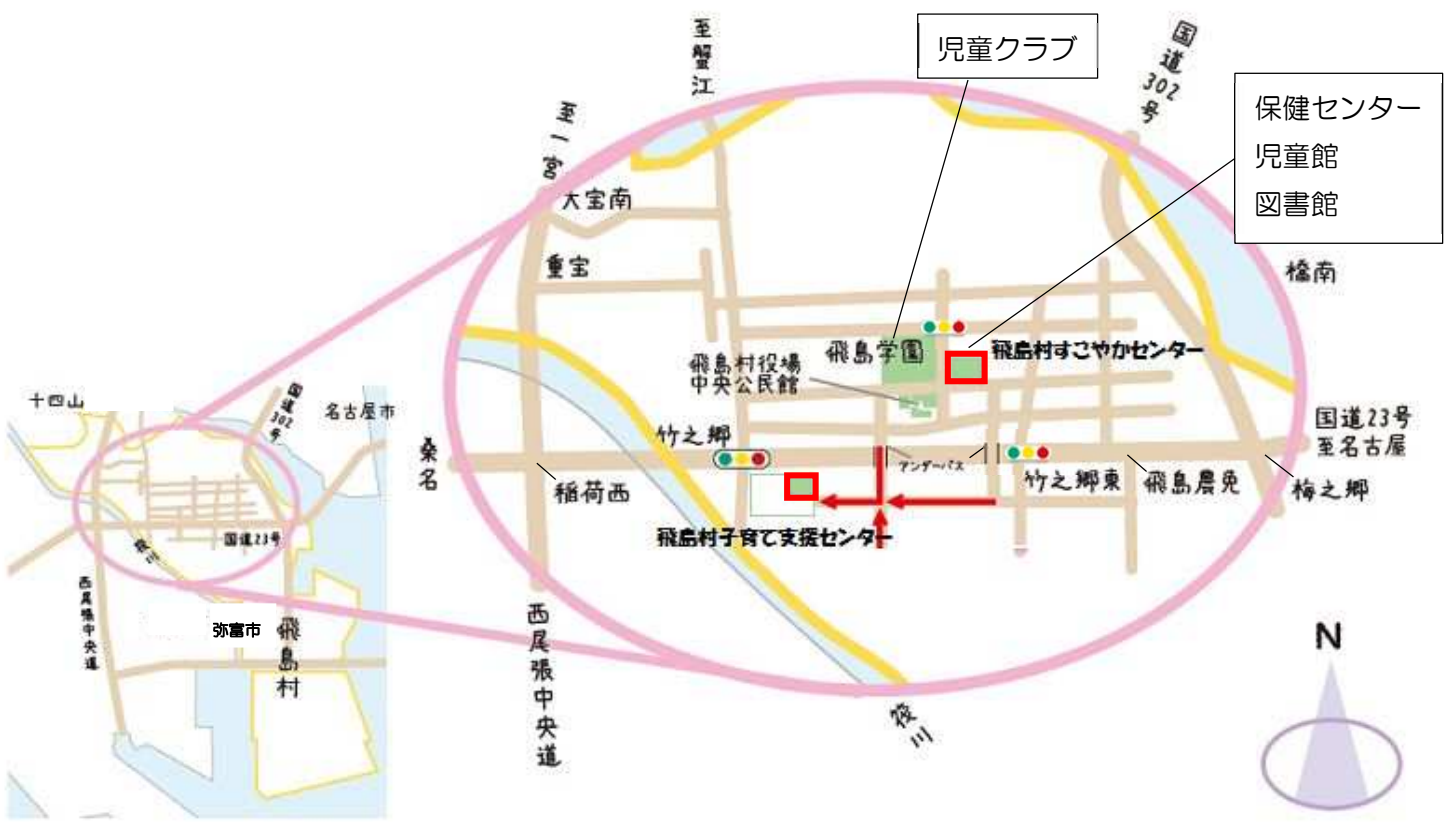 至蟹江
児童クラブ
国道302号
保健センター
児童館
図書館
至一宮
大宝南
重宝
橋南
飛島学園
飛島村すこやかセンター
飛島村役場
中央公民館
十四山
国道302号
名古屋市
桑名
竹之郷
アンダーパス
国道23号
至名古屋
稲荷西
竹之郷東
飛島農免
梅之郷
飛島村子育て支援センター
国道23号
筏川
西尾張中央道
弥富市
飛島村
西尾張中央道
筏川
N